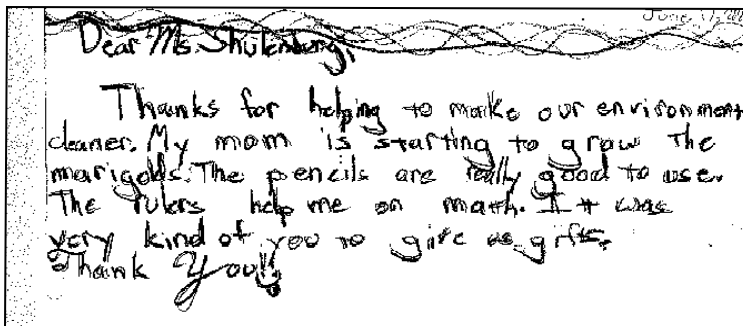 June 17,
Dear Ms. Shulenburg,
Thanks for helping to make our environment
cleaner. My mom is starting to grow the
marigolds. The pencils are really good to use.
The rulers help me on math. It was
very kind of you to give us gifts.
Thank You!!